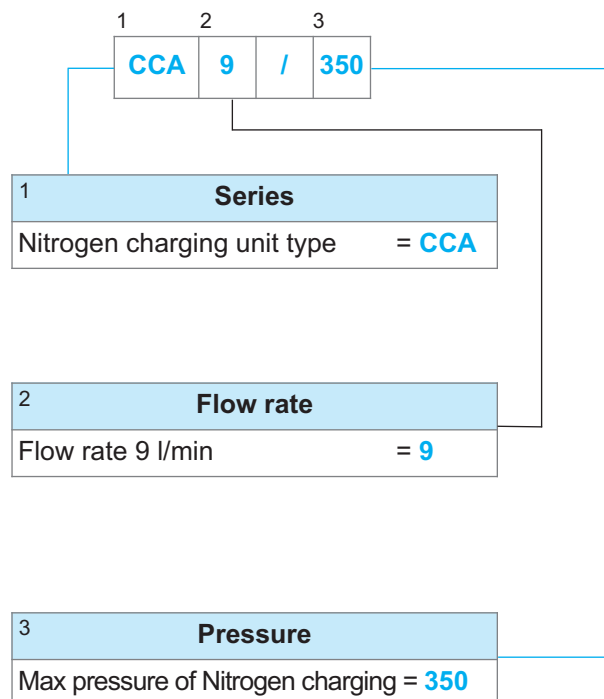 1 2 3
CCA 9 / 350
1 Series
Nitrogen charging unit type = CCA
2 Flow rate
Flow rate 9 l/min = 9
3 Pressure
Max pressure of Nitrogen charging = 350